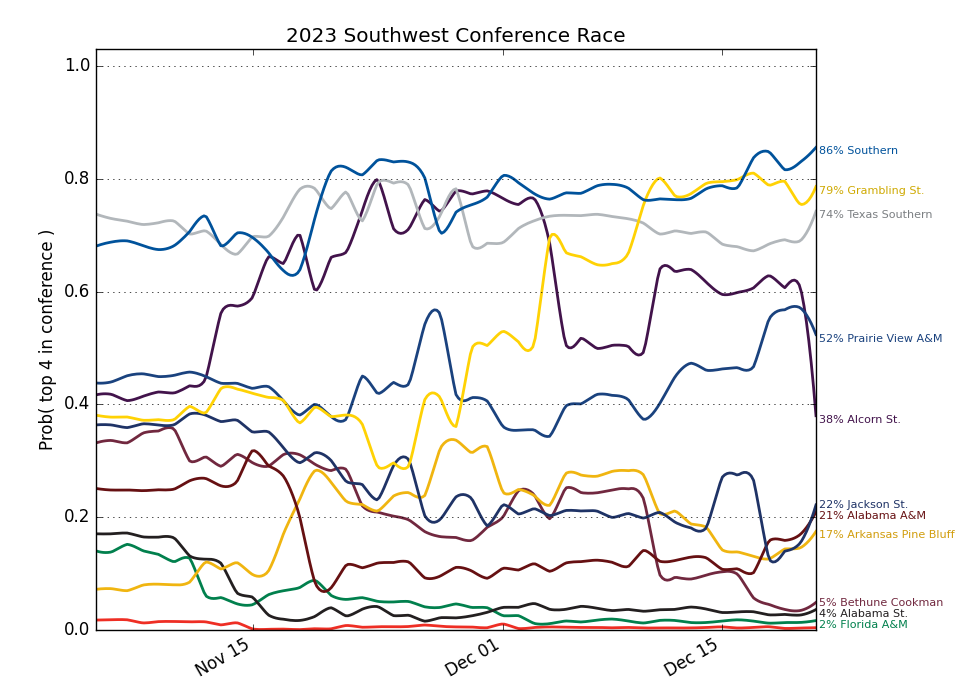 2023 Southwest Conference Race
Prob( top 4 in conference )
1.0
0.8
0.6
0.4
0.2
0.0
Nov 15
Dec 01
Dec 15
86% Southern
79% Grambling St.
74% Texas Southern
52% Prairie View A&M
38% Alcorn St.
22% Jackson St.
21% Alabama A&M
17% Arkansas Pine Bluff
5% Bethune Cookman
4% Alabama St.
2% Florida A&M